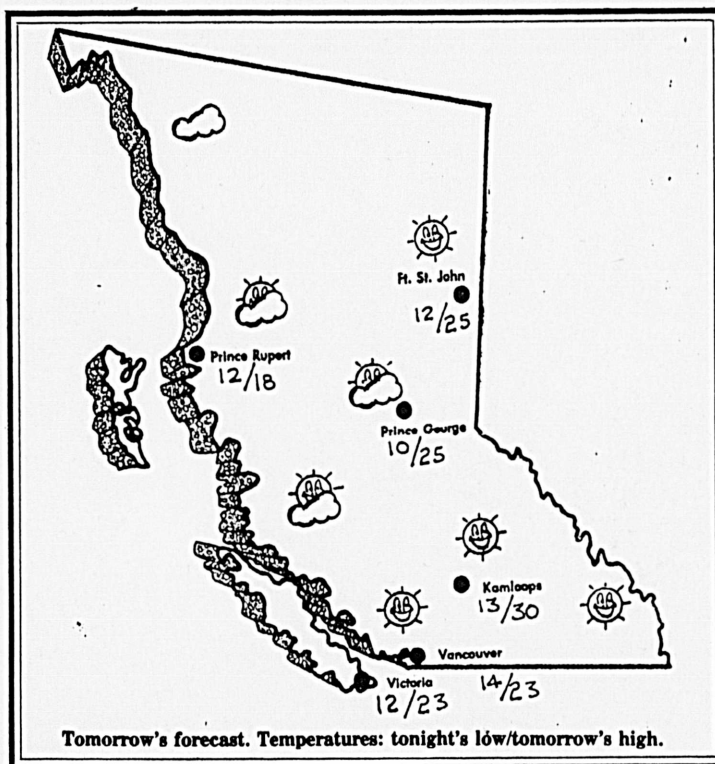 Ft. St. John
12/25
Prince Rupert
12/18
Prince George
10/25
Kamloops
13/30
Vancouver
14/23
Victoria
12/23
Tomorrow's forecast. Temperatures: tonight's low/tomorrow's high.